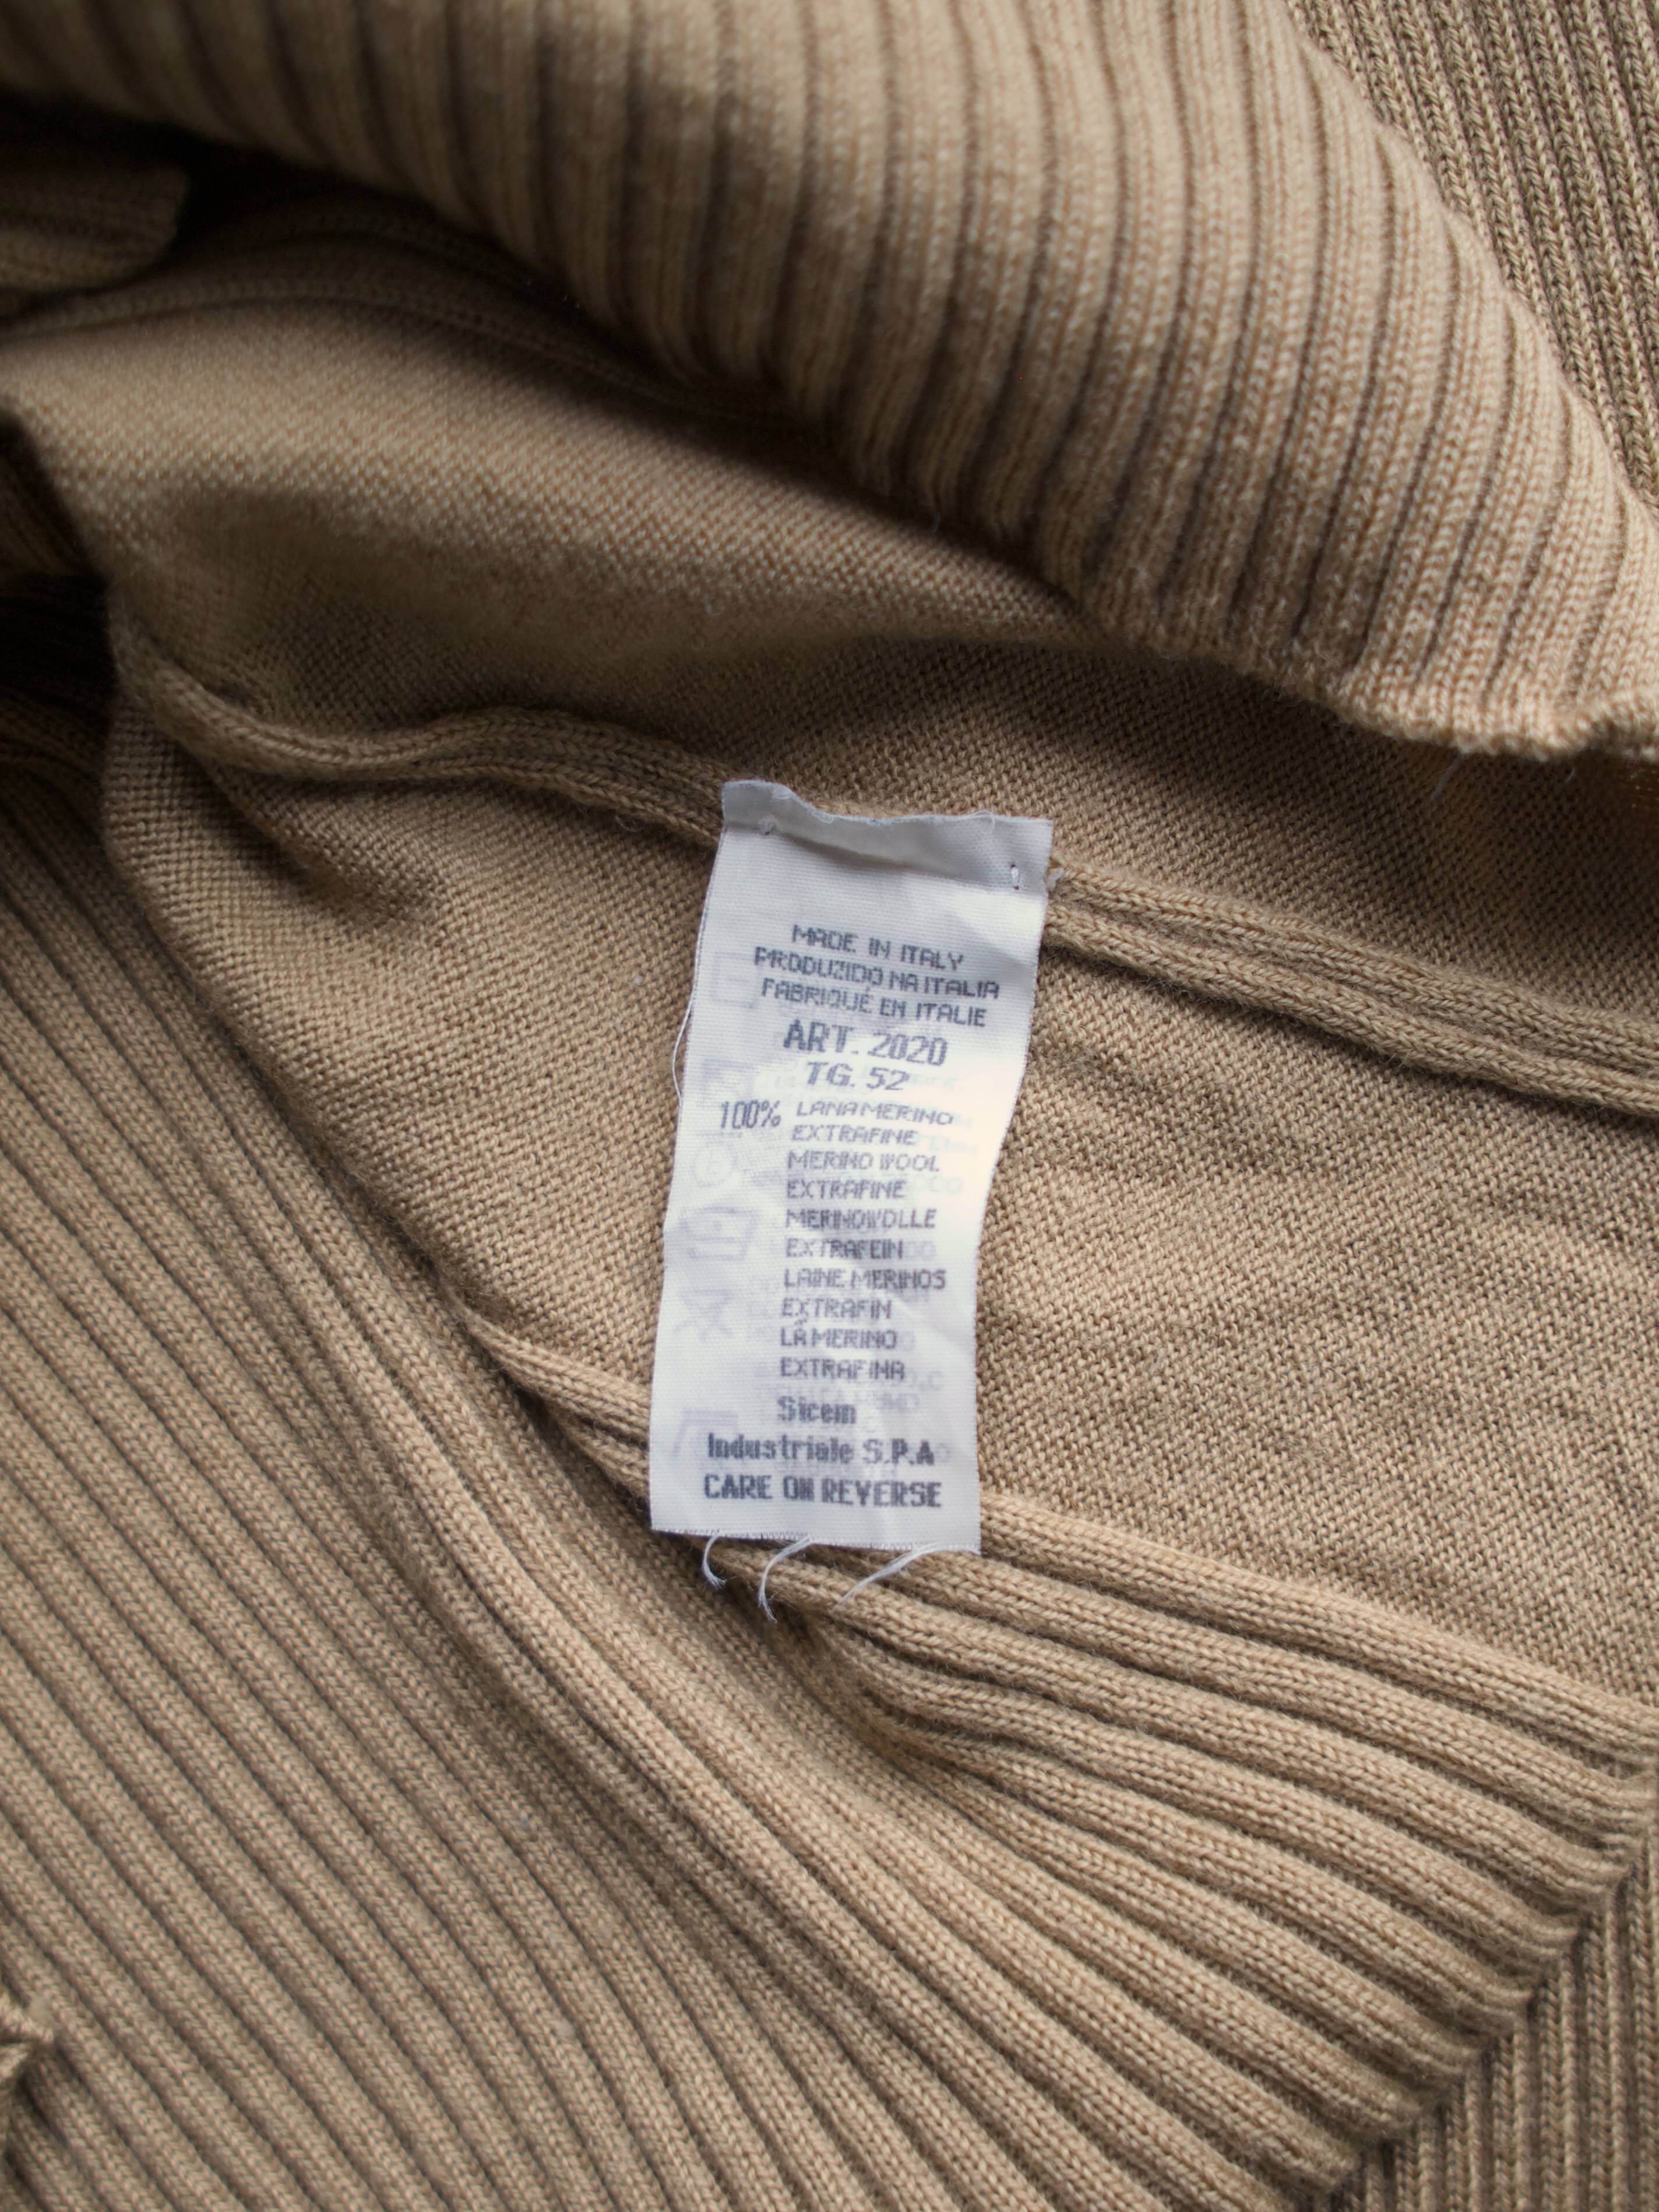 MADE IN ITALY
PRODUZIDO NA ITALIA
FABRIQUÉ EN ITALIE
ART. 2020
TG. 52
100% LANA MERINO
EXTRAFINE
MERINO WOOL
EXTRAFINE
MERINOWOLLE
EXTRAFEIN
LAINE MERINOS
EXTRAFIN
LÁ MERINO
EXTRAFINA
Sicem
Industriale S.P.A
CARE ON REVERSE